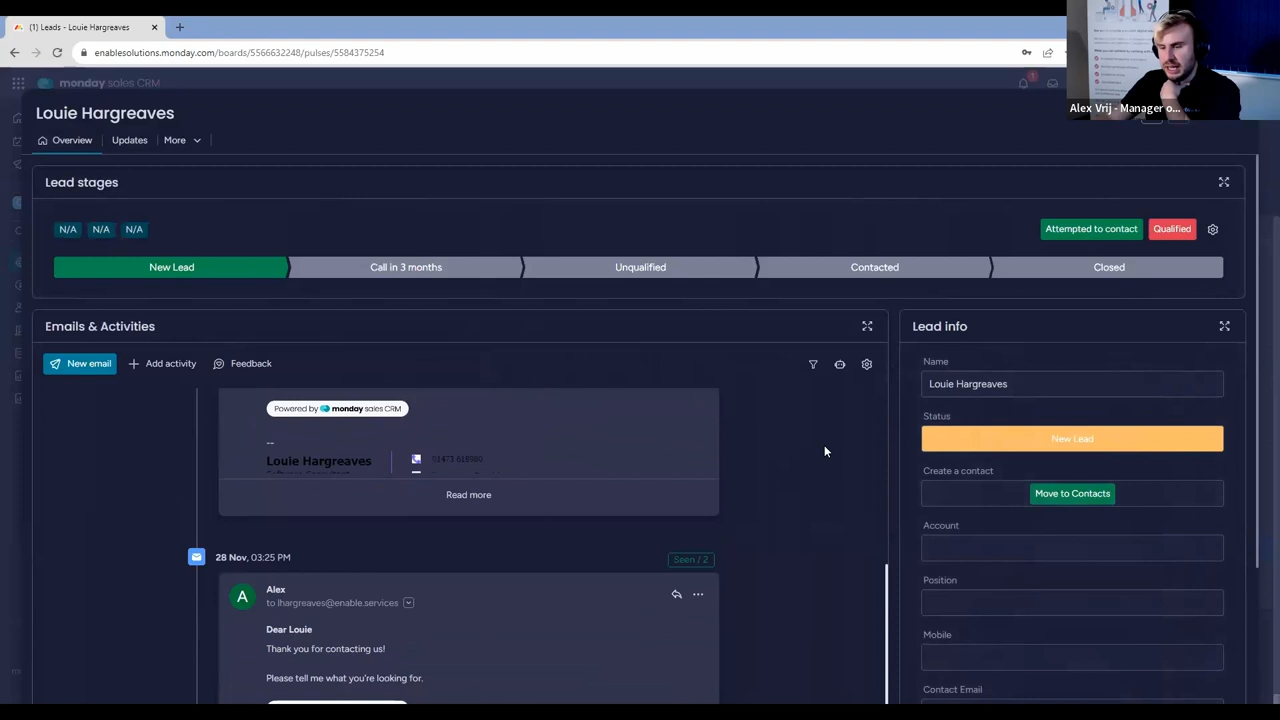 (1) Leads - Louie Hargreaves
enablesolutions.monday.com/boards/5566632248/pulses/5584375254
monday sales CRM
1
Alex Vrij - Manager o...
Louie Hargreaves
Overview
Updates
More
Lead stages
N/A N/A N/A
Attempted to contact
Qualified
New Lead
Call in 3 months
Unqualified
Contacted
Closed
Emails & Activities
New email
Add activity
Feedback
Powered by monday sales CRM
--
Louie Hargreaves
Read more
28 Nov, 03:25 PM
Seen / 2
A
Alex
to lhargreaves@enable.services
Dear Louie
Thank you for contacting us!
Please tell me what you're looking for.
Lead info
Name
Louie Hargreaves
Status
New Lead
Create a contact
Move to Contacts
Account
Position
Mobile
Contact Email